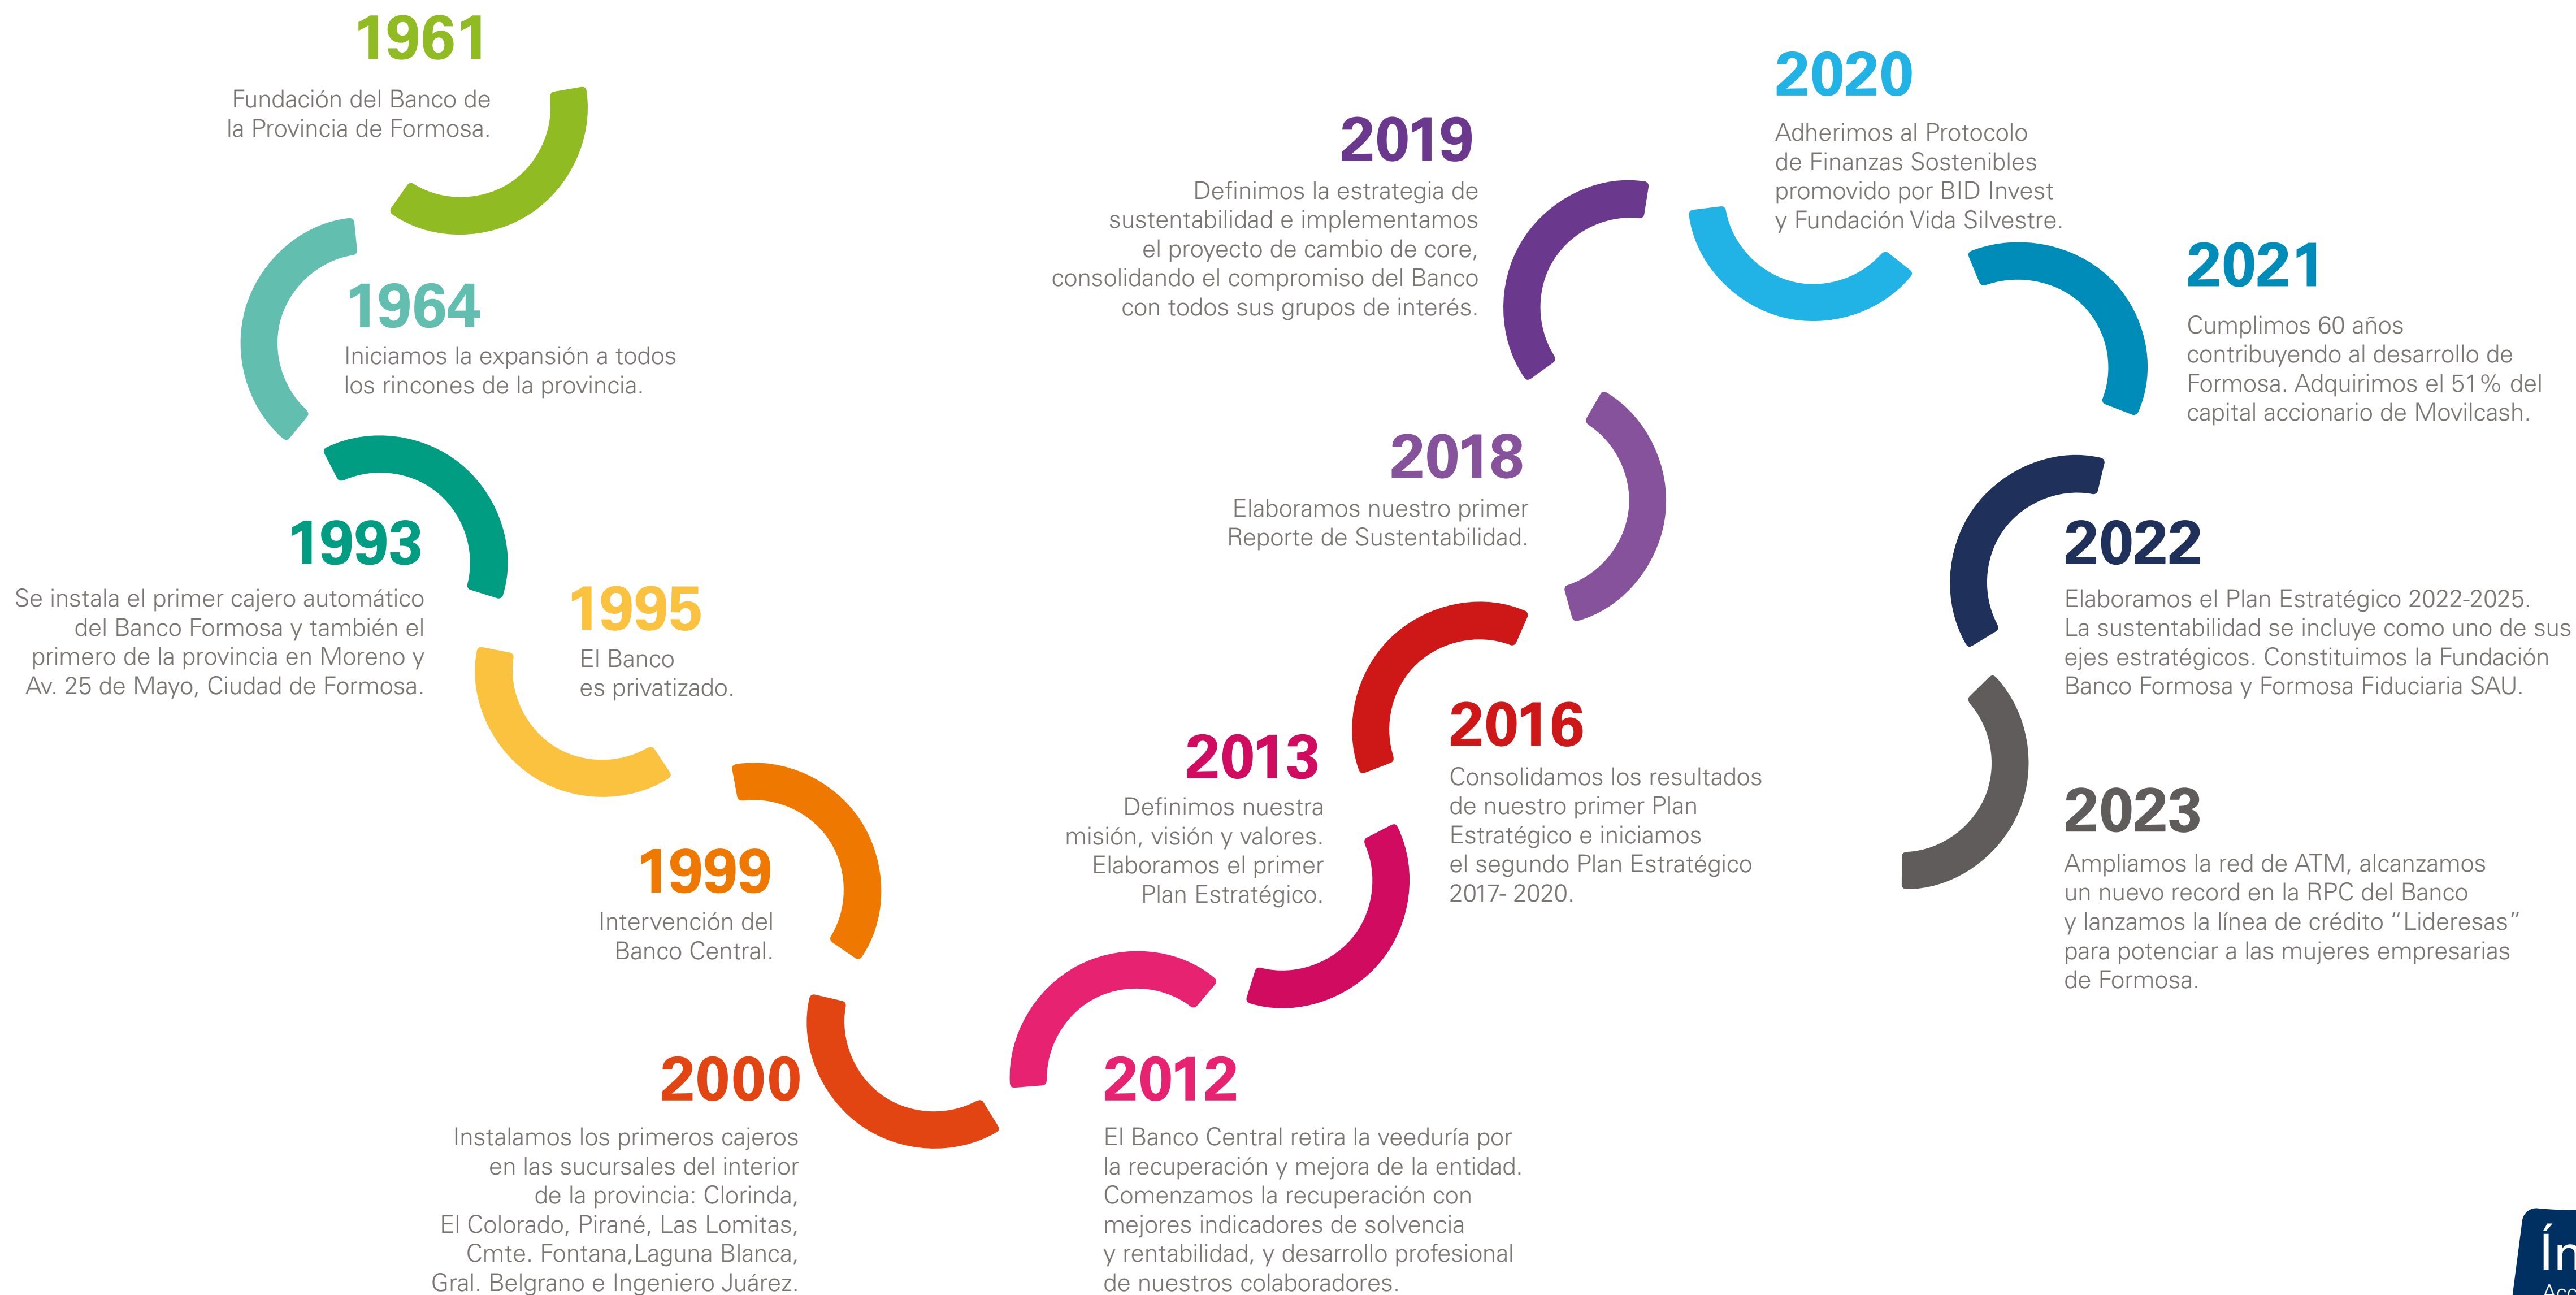 1961
Fundación del Banco de
la Provincia de Formosa.
1964
Iniciamos la expansión a todos
los rincones de la provincia.
1993
Se instala el primer cajero automático
del Banco Formosa y también el
primero de la provincia en Moreno y
Av. 25 de Mayo, Ciudad de Formosa.
1995
El Banco
es privatizado.
1999
Intervención del
Banco Central.
2000
Instalamos los primeros cajeros
en las sucursales del interior
de la provincia: Clorinda,
El Colorado, Pirané, Las Lomitas,
Cmte. Fontana,Laguna Blanca,
Gral. Belgrano e Ingeniero Juárez.
2012
El Banco Central retira la veeduría por
la recuperación y mejora de la entidad.
Comenzamos la recuperación con
mejores indicadores de solvencia
y rentabilidad, y desarrollo profesional
de nuestros colaboradores.
2013
Definimos nuestra
misión, visión y valores.
Elaboramos el primer
Plan Estratégico.
2016
Consolidamos los resultados
de nuestro primer Plan
Estratégico e iniciamos
el segundo Plan Estratégico
2017- 2020.
2018
Elaboramos nuestro primer
Reporte de Sustentabilidad.
2019
Definimos la estrategia de
sustentabilidad e implementamos
el proyecto de cambio de core,
consolidando el compromiso del Banco
con todos sus grupos de interés.
2020
Adherimos al Protocolo
de Finanzas Sostenibles
promovido por BID Invest
y Fundación Vida Silvestre.
2021
Cumplimos 60 años
contribuyendo al desarrollo de
Formosa. Adquirimos el 51% del
capital accionario de Movilcash.
2022
Elaboramos el Plan Estratégico 2022-2025.
La sustentabilidad se incluye como uno de sus
ejes estratégicos. Constituimos la Fundación
Banco Formosa y Formosa Fiduciaria SAU.
2023
Ampliamos la red de ATM, alcanzamos
un nuevo record en la RPC del Banco
y lanzamos la línea de crédito “Lideresas”
para potenciar a las mujeres empresarias
de Formosa.